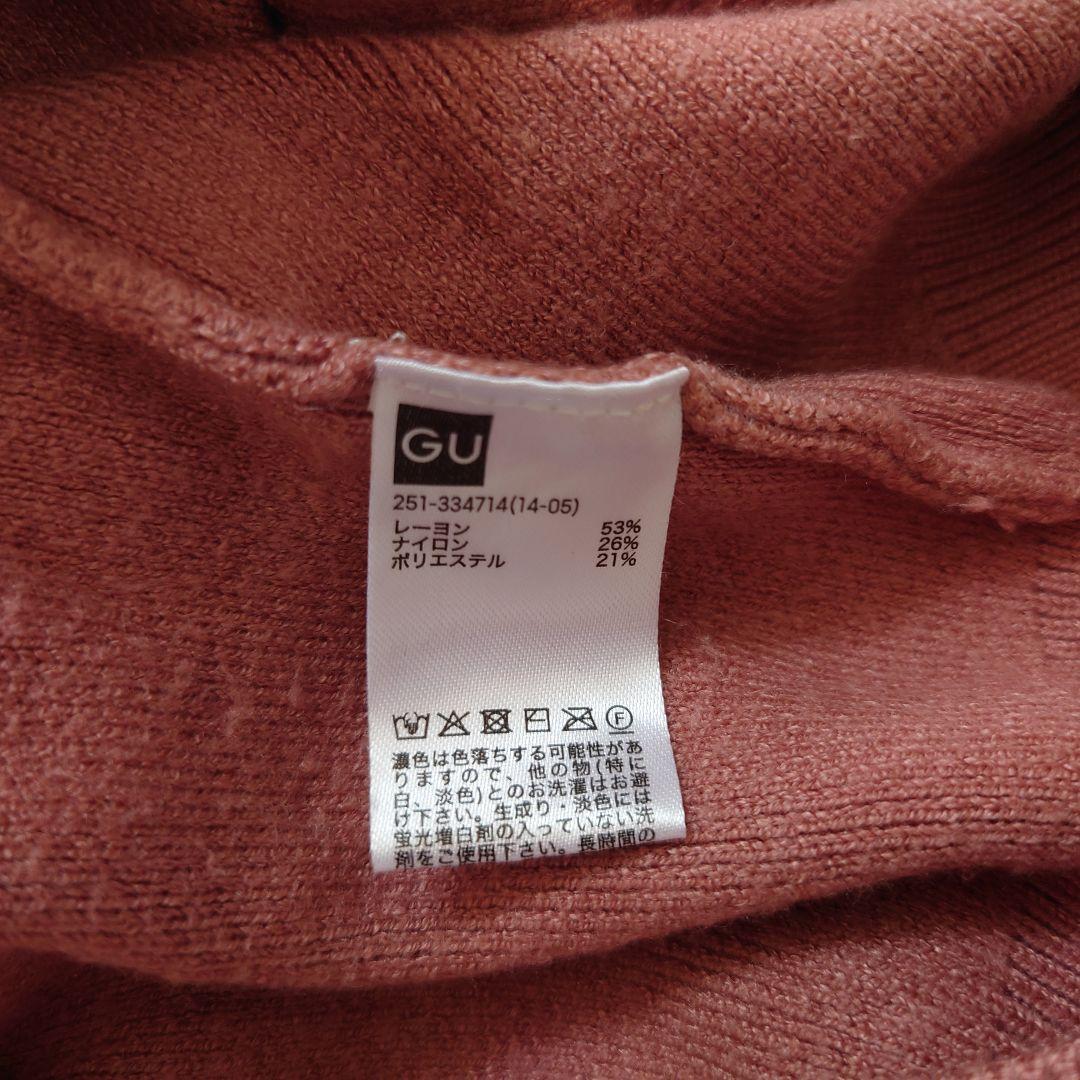 GU
251-334714(14-05)
レーヨン 53%
ナイロン 26%
ポリエステル 21%
F
濃色は色落ちする可能性があ
りますので、他の物(特に
白、淡色)とのお洗濯はお避
け下さい。生成り・淡色には
蛍光増白剤の入っていない洗
剤をご使用下さい。長時間の